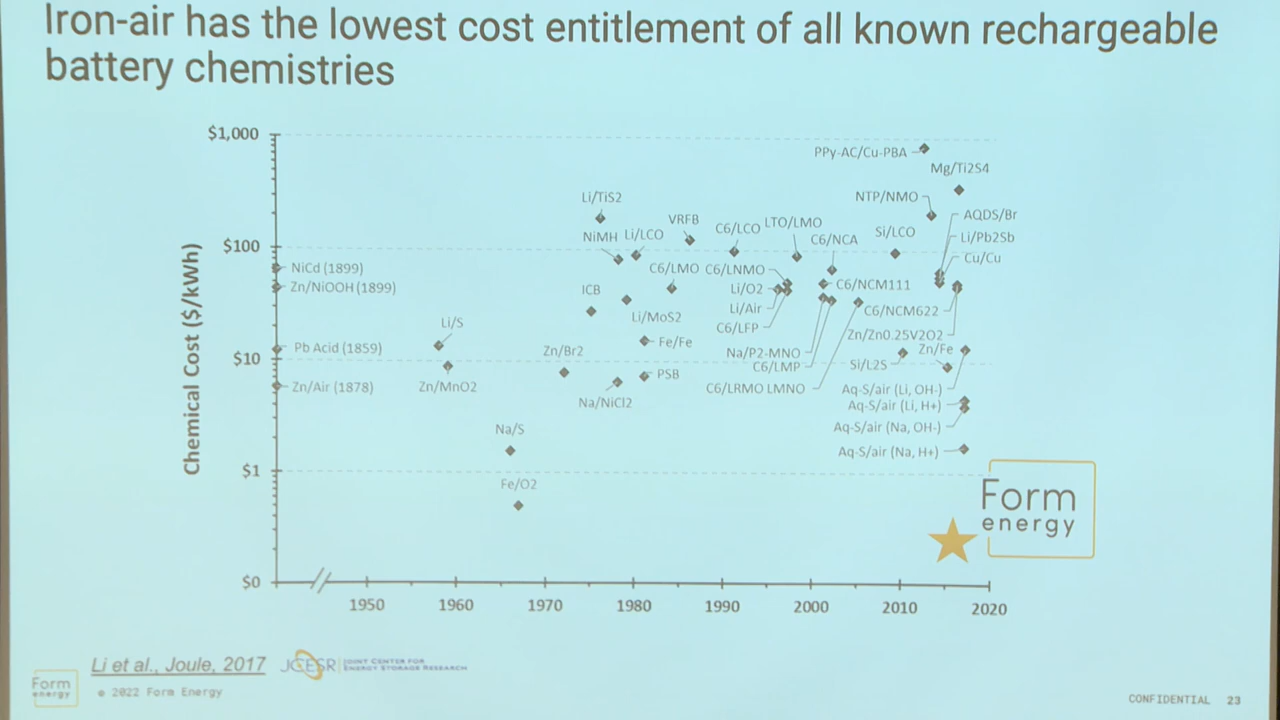 Iron-air has the lowest cost entitlement of all known rechargeable
battery chemistries
Chemical Cost ($/kWh)
$1,000
$100
$10
$1
$0
1950
1960
1970
1980
1990
2000
2010
2020
NiCd (1899)
Zn/NiOOH (1899)
Pb Acid (1859)
Zn/Air (1878)
Li/S
Zn/MnO2
Na/S
Fe/O2
Zn/Br2
Li/TiS2
NiMH
Li/LCO
ICB
Li/MoS2
Fe/Fe
PSB
Na/NiCl2
VRFB
C6/LMO
C6/LCO
C6/LNMO
LTO/LMO
Li/O2
Li/Air
C6/LFP
C6/NCA
C6/NCM111
Na/P2-MNO
C6/LMP
C6/LRMO LMNO
Si/LCO
Si/L2S
PPy-AC/Cu-PBA
Mg/Ti2S4
NTP/NMO
AQDS/Br
Li/Pb2Sb
Cu/Cu
C6/NCM622
Zn/Zn0.25V2O2
Zn/Fe
Aq-S/air (Li, OH-)
Aq-S/air (Li, H+)
Aq-S/air (Na, OH-)
Aq-S/air (Na, H+)
Form
energy
Li et al., Joule, 2017
JCESR
JOINT CENTER FOR
ENERGY STORAGE RESEARCH
Form
energy
© 2022 Form Energy
CONFIDENTIAL 23